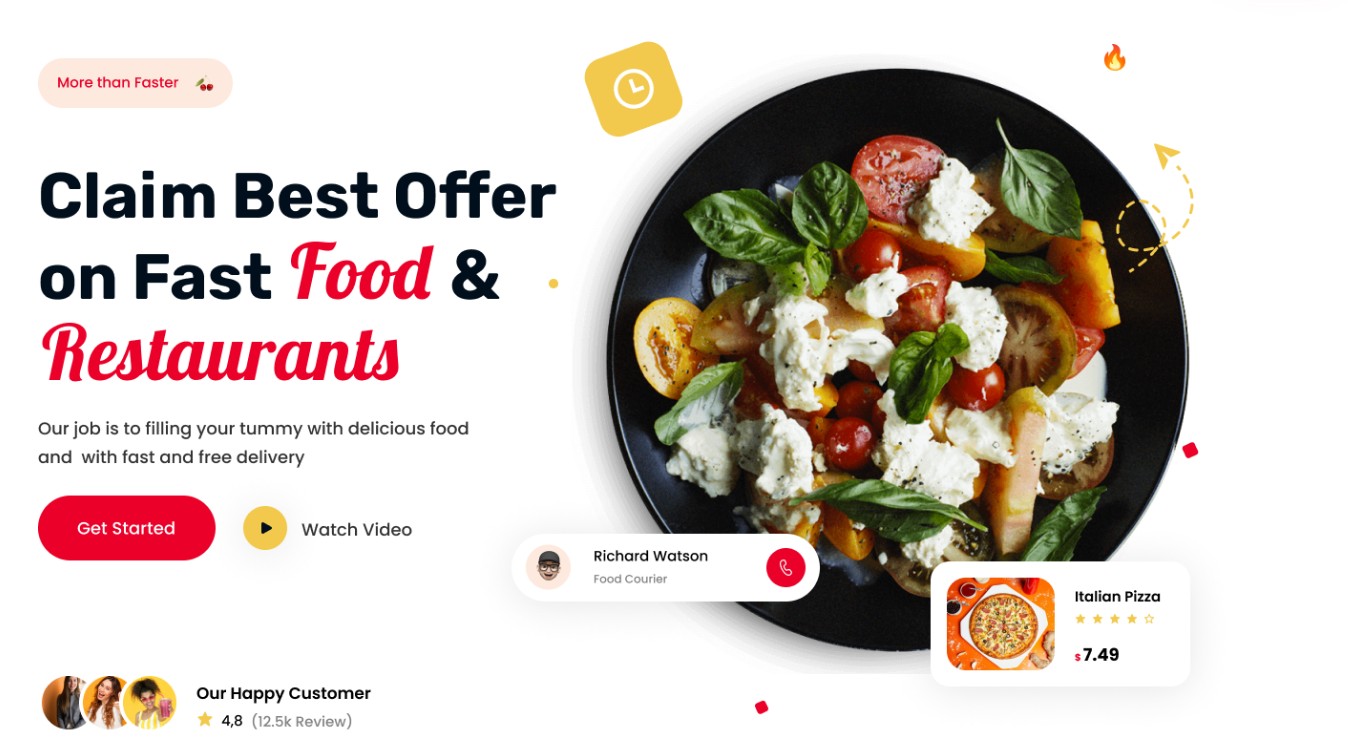 More than Faster
Claim Best Offer
on Fast Food &
Restaurants
Our job is to filling your tummy with delicious food
and  with fast and free delivery
Get Started
Watch Video
Richard Watson
Food Courier
Italian Pizza
$7.49
Our Happy Customer
4,8 (12.5k Review)